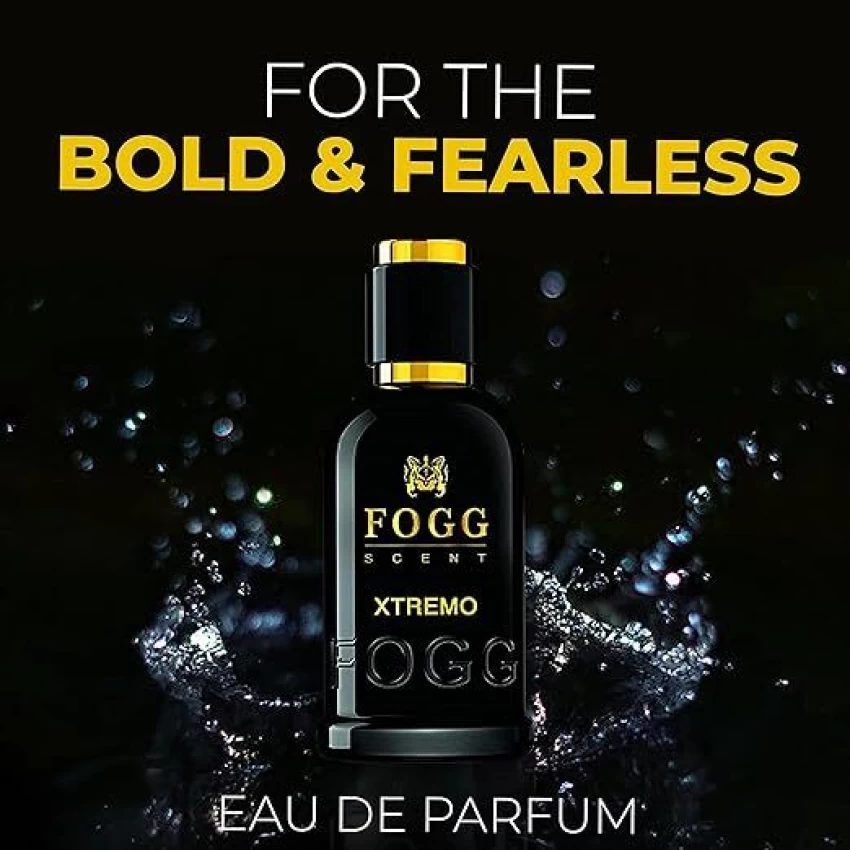 FOR THE
BOLD & FEARLESS
FOGG
SCENT
XTREMO
FOGG
EAU DE PARFUM